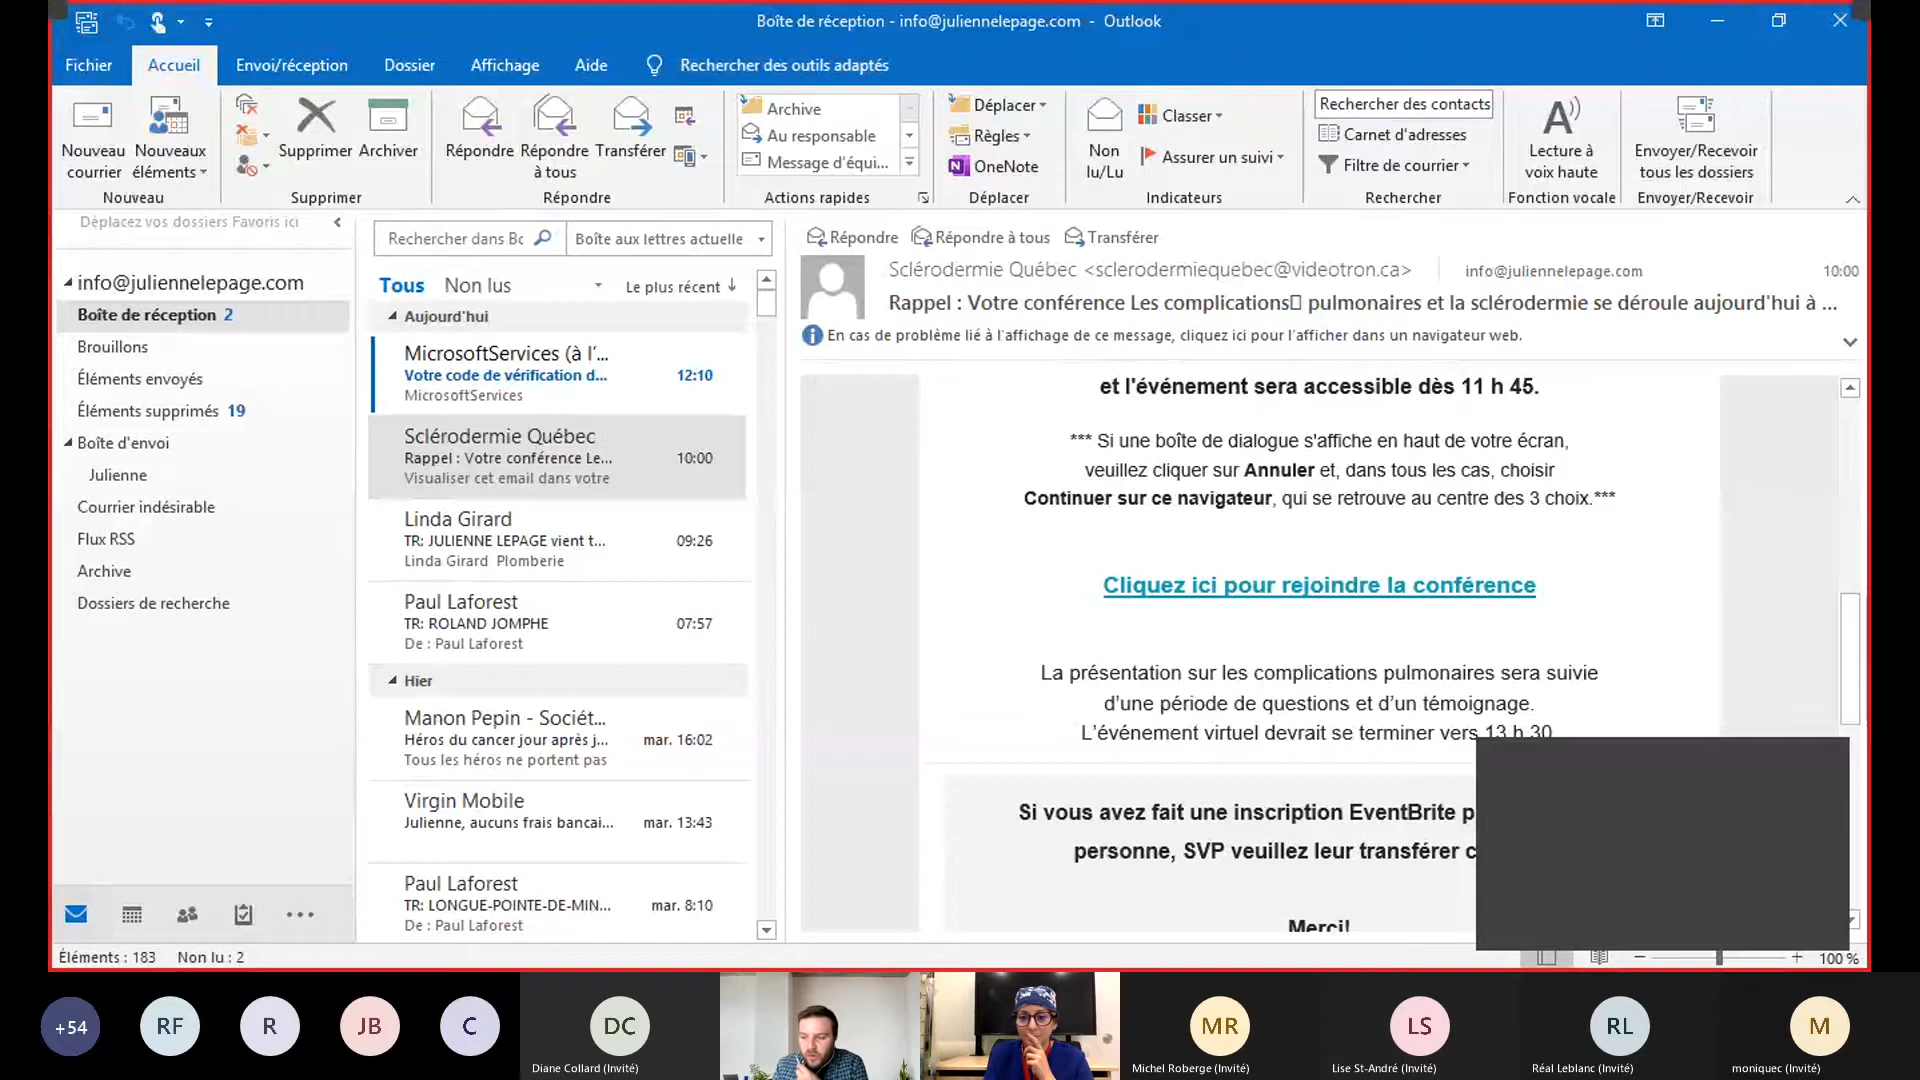 Boîte de réception - info@juliennelepage.com - Outlook
Fichier Accueil Envoi/réception Dossier Affichage Aide Rechercher des outils adaptés
Nouveau courrier
Nouveaux éléments
Nouveau
Supprimer
Archiver
Supprimer
Répondre
Répondre à tous
Transférer
Répondre
Archive
Au responsable
Message d'équi...
Actions rapides
Déplacer
Règles
OneNote
Déplacer
Non lu/Lu
Classer
Assurer un suivi
Indicateurs
Rechercher des contacts
Carnet d'adresses
Filtre de courrier
Rechercher
Lecture à voix haute
Fonction vocale
Envoyer/Recevoir tous les dossiers
Envoyer/Recevoir
Déplacez vos dossiers Favoris ici
info@juliennelepage.com
Boîte de réception 2
Brouillons
Éléments envoyés
Éléments supprimés 19
Boîte d'envoi
Julienne
Courrier indésirable
Flux RSS
Archive
Dossiers de recherche
Éléments : 183 Non lu : 2
Rechercher dans Bo Boîte aux lettres actuelle
Tous Non lus Le plus récent
Aujourd'hui
MicrosoftServices (à l'...
Votre code de vérification d... 12:10
MicrosoftServices
Sclérodermie Québec
Rappel : Votre conférence Le... 10:00
Visualiser cet email dans votre
Linda Girard
TR: JULIENNE LEPAGE vient t... 09:26
Linda Girard Plomberie
Paul Laforest
TR: ROLAND JOMPHE 07:57
De : Paul Laforest
Hier
Manon Pepin - Sociét...
Héros du cancer jour après j... mar. 16:02
Tous les héros ne portent pas
Virgin Mobile
Julienne, aucuns frais bancai... mar. 13:43
Paul Laforest
TR: LONGUE-POINTE-DE-MIN... mar. 8:10
De : Paul Laforest
Répondre Répondre à tous Transférer
Sclérodermie Québec <sclerodermiequebec@videotron.ca> info@juliennelepage.com 10:00
Rappel : Votre conférence Les complications pulmonaires et la sclérodermie se déroule aujourd'hui à ...
En cas de problème lié à l'affichage de ce message, cliquez ici pour l'afficher dans un navigateur web.
et l'événement sera accessible dès 11 h 45.
*** Si une boîte de dialogue s'affiche en haut de votre écran,
veuillez cliquer sur Annuler et, dans tous les cas, choisir
Continuer sur ce navigateur, qui se retrouve au centre des 3 choix.***
Cliquez ici pour rejoindre la conférence
La présentation sur les complications pulmonaires sera suivie
d'une période de questions et d'un témoignage.
L'événement virtuel devrait se terminer vers 13 h 30
Si vous avez fait une inscription EventBrite p
personne, SVP veuillez leur transférer c
Merci!
100 %
+54 RF R JB C DC MR LS RL M
Diane Collard (Invité) Michel Roberge (Invité) Lise St-André (Invité) Réal Leblanc (Invité) moniquec (Invité)